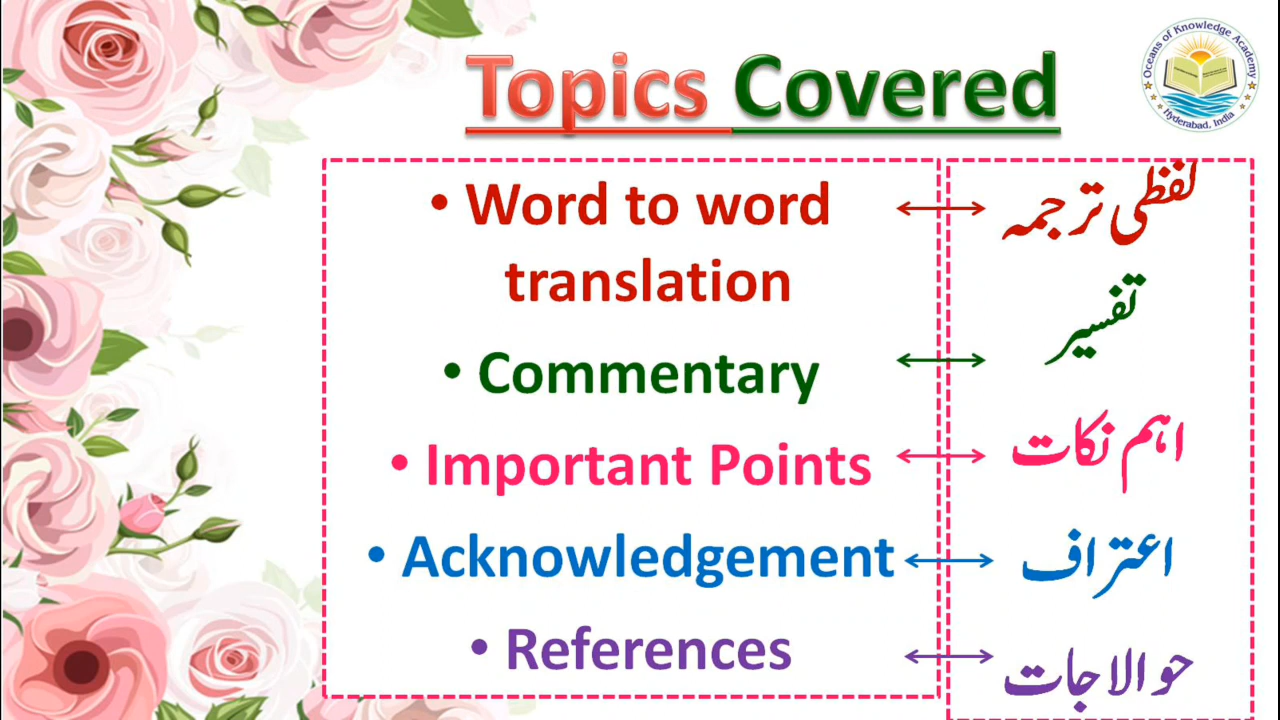 Topics Covered
Oceans of Knowledge Academy
Hyderabad, India
• Word to word
translation
لفظی ترجمہ
• Commentary
تفسیر
• Important Points
اہم نکات
• Acknowledgement
اعتراف
• References
حوالاجات